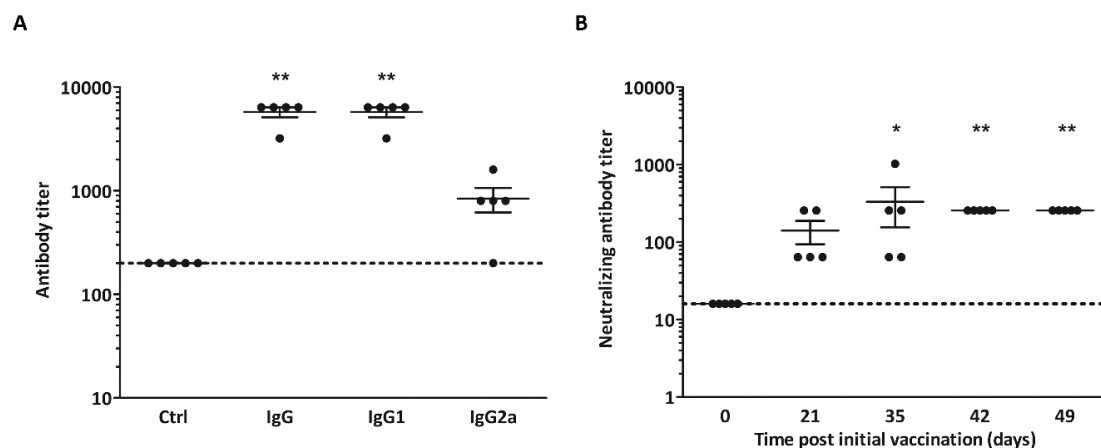 A
Antibody titer
10000
1000
100
10
** **
Ctrl IgG IgG1 IgG2a
B
Neutralizing antibody titer
10000
1000
100
10
1
* ** **
0 21 35 42 49
Time post initial vaccination (days)